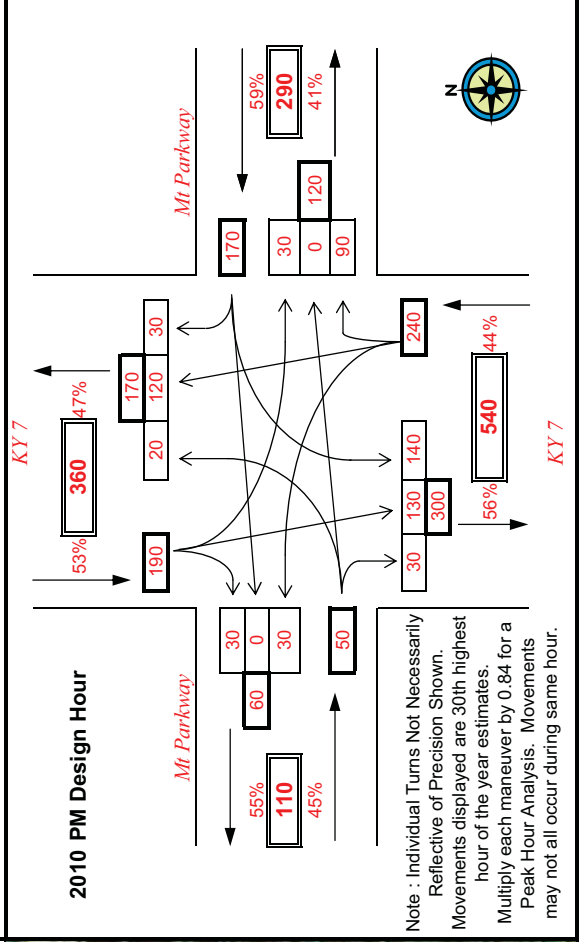 2010 PM Design Hour
KY 7
360
53%
47%
190
170
20
120
30
Mt Parkway
59%
290
41%
170
30
0
90
120
N
Mt Parkway
55%
110
45%
30
0
30
60
50
240
44%
540
56%
30
130
140
300
KY 7
Note : Individual Turns Not Necessarily
Reflective of Precision Shown.
Movements displayed are 30th highest
hour of the year estimates.
Multiply each maneuver by 0.84 for a
Peak Hour Analysis. Movements
may not all occur during same hour.